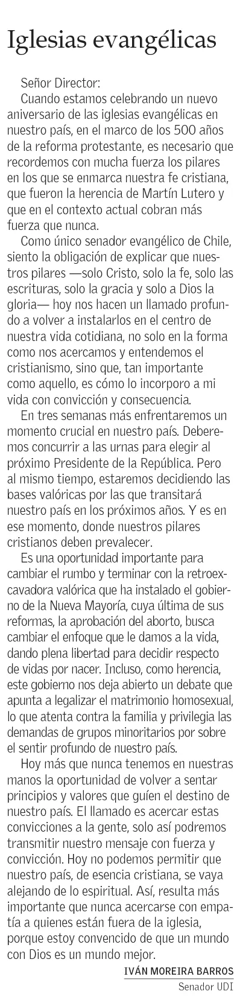 Iglesias evangélicas
Señor Director:
Cuando estamos celebrando un nuevo
aniversario de las iglesias evangélicas en
nuestro país, en el marco de los 500 años
de la reforma protestante, es necesario que
recordemos con mucha fuerza los pilares
en los que se enmarca nuestra fe cristiana,
que fueron la herencia de Martín Lutero y
que en el contexto actual cobran más
fuerza que nunca.
Como único senador evangélico de Chile,
siento la obligación de explicar que nues-
tros pilares —solo Cristo, solo la fe, solo las
escrituras, solo la gracia y solo a Dios la
gloria— hoy nos hacen un llamado profun-
do a volver a instalarlos en el centro de
nuestra vida cotidiana, no solo en la forma
como nos acercamos y entendemos el
cristianismo, sino que, tan importante
como aquello, es cómo lo incorporo a mi
vida con convicción y consecuencia.
En tres semanas más enfrentaremos un
momento crucial en nuestro país. Debere-
mos concurrir a las urnas para elegir al
próximo Presidente de la República. Pero
al mismo tiempo, estaremos decidiendo las
bases valóricas por las que transitará
nuestro país en los próximos años. Y es en
ese momento, donde nuestros pilares
cristianos deben prevalecer.
Es una oportunidad importante para
cambiar el rumbo y terminar con la retroex-
cavadora valórica que ha instalado el gobier-
no de la Nueva Mayoría, cuya última de sus
reformas, la aprobación del aborto, busca
cambiar el enfoque que le damos a la vida,
dando plena libertad para decidir respecto
de vidas por nacer. Incluso, como herencia,
este gobierno nos deja abierto un debate que
apunta a legalizar el matrimonio homosexual,
lo que atenta contra la familia y privilegia las
demandas de grupos minoritarios por sobre
el sentir profundo de nuestro país.
Hoy más que nunca tenemos en nuestras
manos la oportunidad de volver a sentar
principios y valores que guíen el destino de
nuestro país. El llamado es acercar estas
convicciones a la gente, solo así podremos
transmitir nuestro mensaje con fuerza y
convicción. Hoy no podemos permitir que
nuestro país, de esencia cristiana, se vaya
alejando de lo espiritual. Así, resulta más
importante que nunca acercarse con empa-
tía a quienes están fuera de la iglesia,
porque estoy convencido de que un mundo
con Dios es un mundo mejor.
IVÁN MOREIRA BARROS
Senador UDI